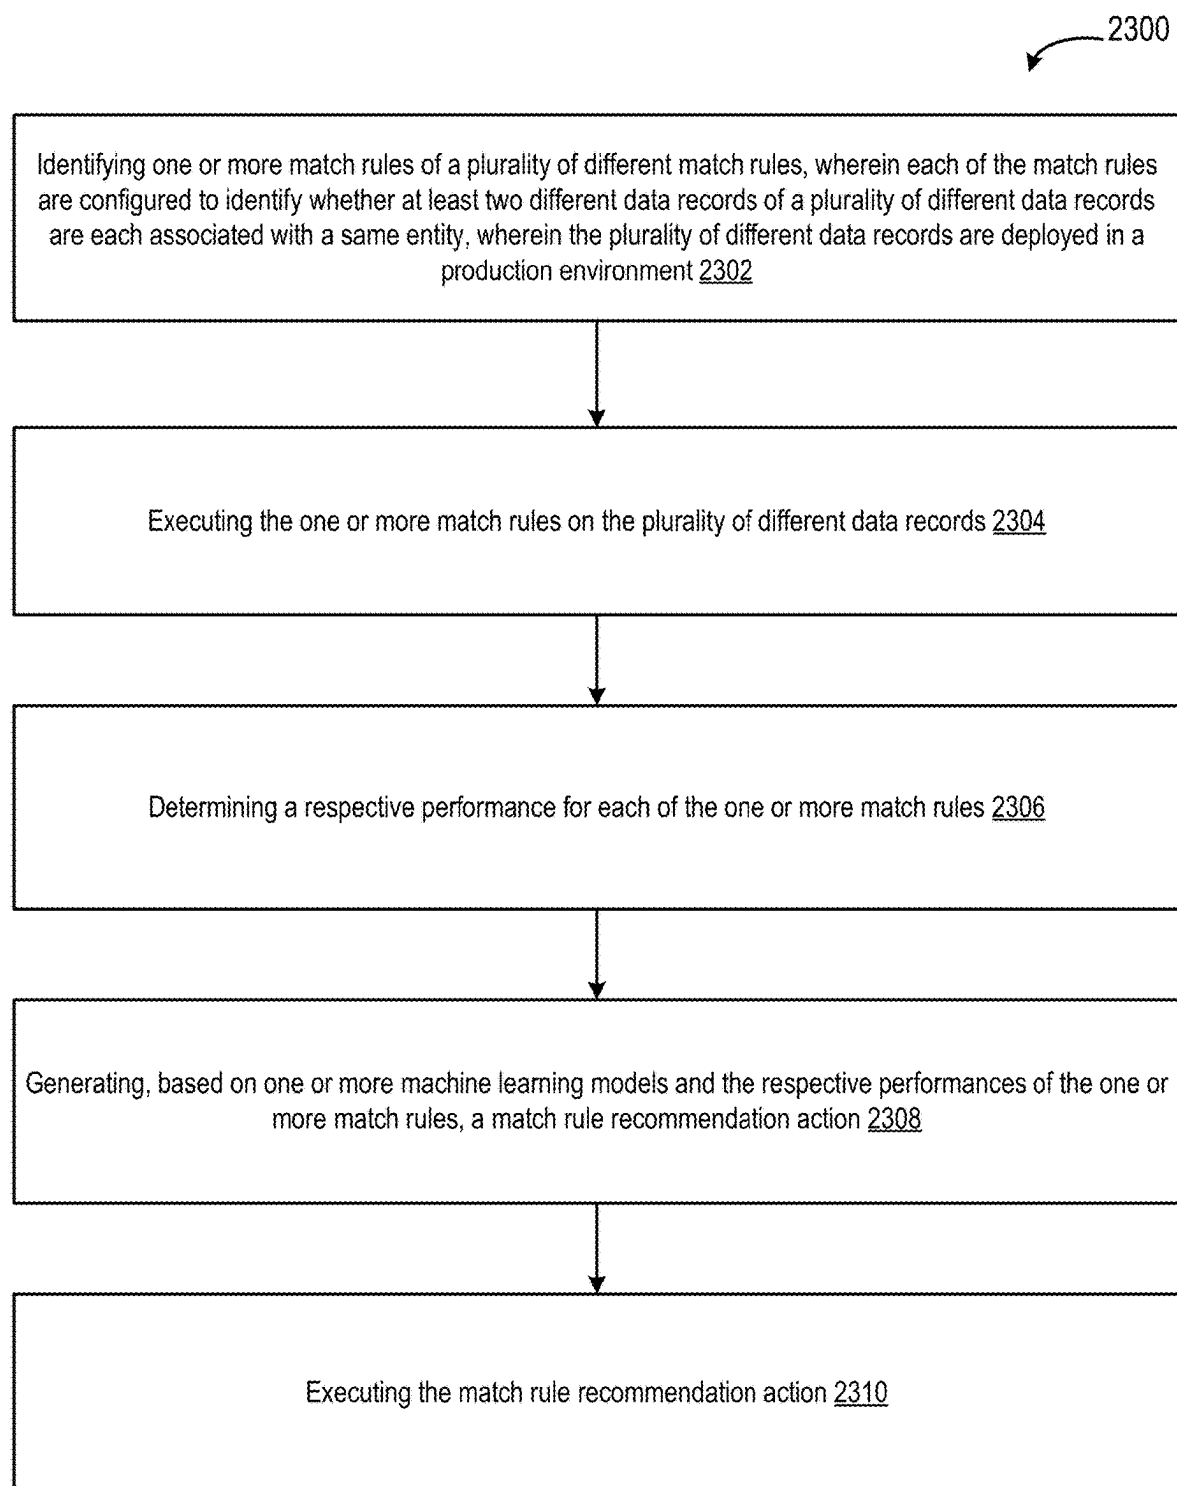 2300
Identifying one or more match rules of a plurality of different match rules, wherein each of the match rules
are configured to identify whether at least two different data records of a plurality of different data records
are each associated with a same entity, wherein the plurality of different data records are deployed in a
production environment 2302
Executing the one or more match rules on the plurality of different data records 2304
Determining a respective performance for each of the one or more match rules 2306
Generating, based on one or more machine learning models and the respective performances of the one or
more match rules, a match rule recommendation action 2308
Executing the match rule recommendation action 2310